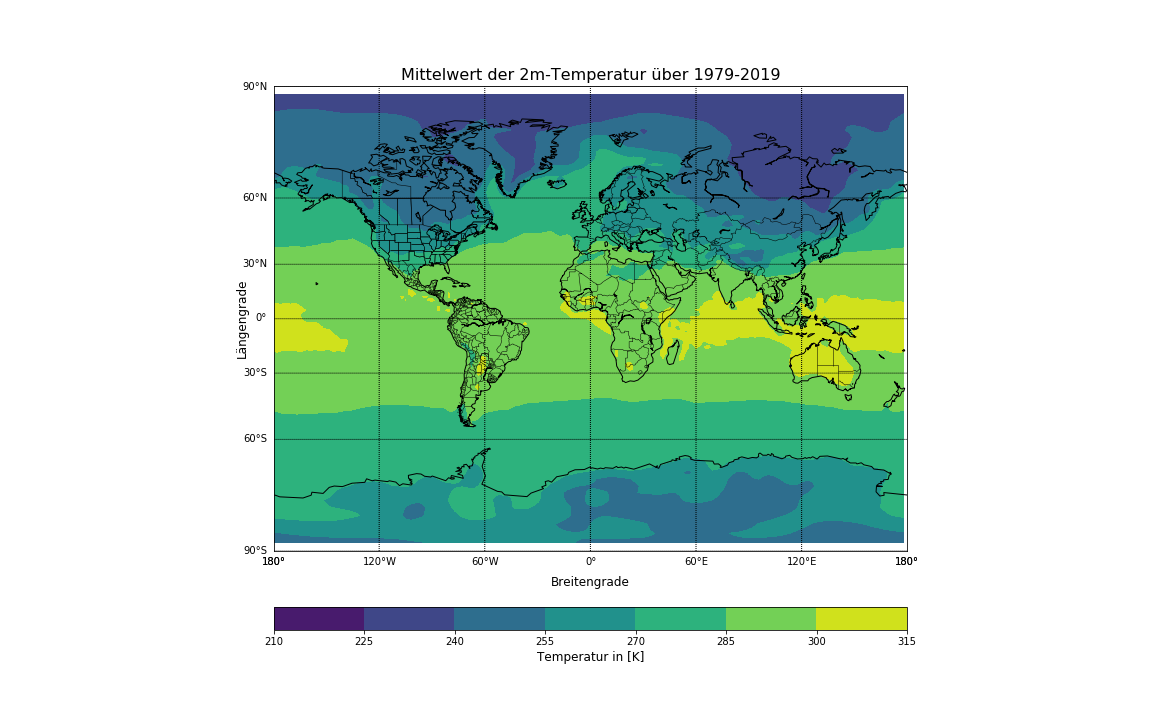 Mittelwert der 2m-Temperatur über 1979-2019
90°N
60°N
30°N
0°
30°S
60°S
90°S
Längengrade
180°
120°W
60°W
0°
60°E
120°E
180°
Breitengrade
210
225
240
255
270
285
300
315
Temperatur in [K]